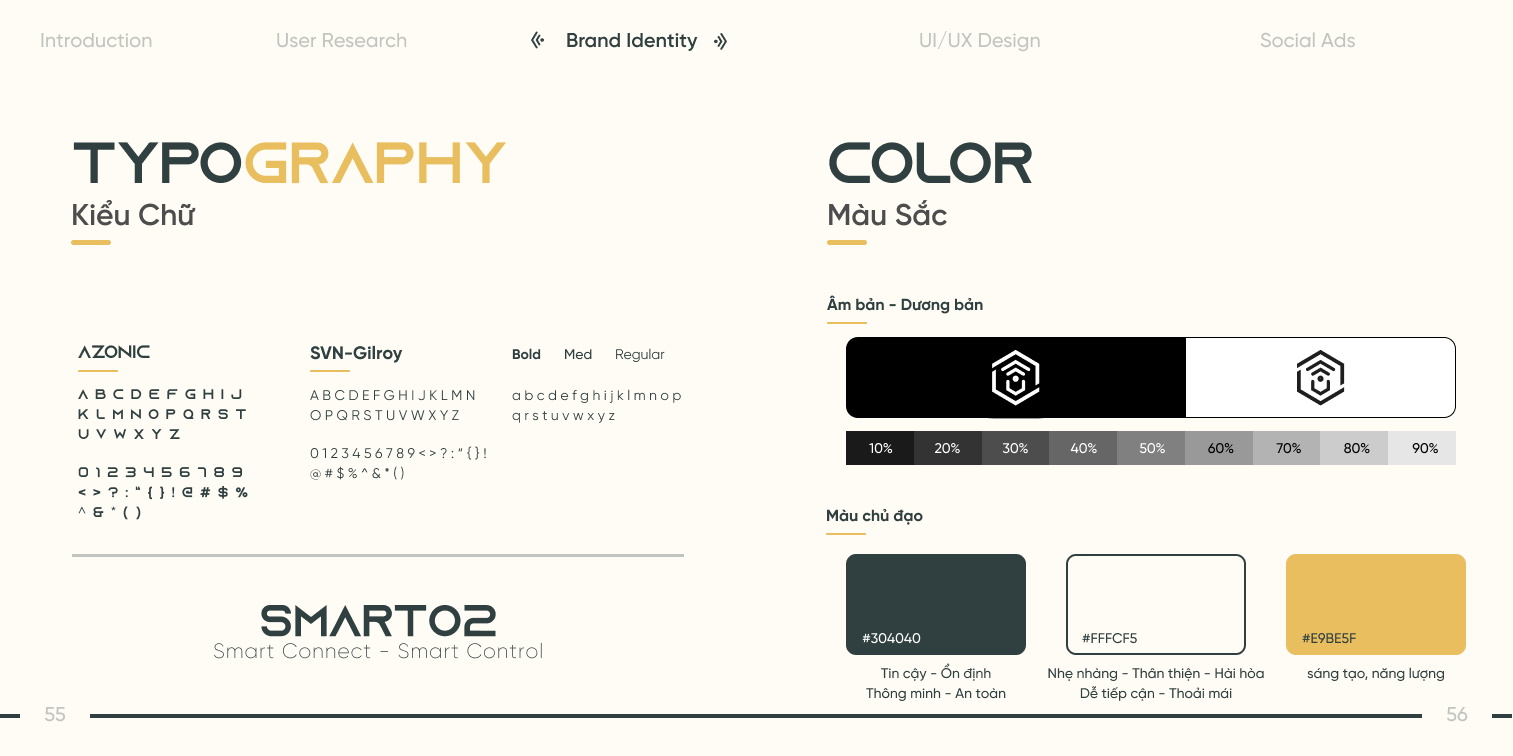 Introduction
User Research
Brand Identity
UI/UX Design
Social Ads
TYPOGRAPHY
Kiểu Chữ
AZONIC
A B C D E F G H I J
K L M N O P Q R S T
U V W X Y Z
0 1 2 3 4 5 6 7 8 9
< > ? : “ { } ! @ # $ %
^ & * ( )
SVN-Gilroy
A B C D E F G H I J K L M N
O P Q R S T U V W X Y Z
0 1 2 3 4 5 6 7 8 9 < > ? : “ { } !
@ # $ % ^ & * ( )
Bold Med Regular
a b c d e f g h i j k l m n o p
q r s t u v w x y z
SMARTO2
Smart Connect - Smart Control
55
COLOR
Màu Sắc
Âm bản - Dương bản
10% 20% 30% 40% 50% 60% 70% 80% 90%
Màu chủ đạo
#304040
Tin cậy - Ổn định
Thông minh - An toàn
#FFFCF5
Nhẹ nhàng - Thân thiện - Hài hòa
Dễ tiếp cận - Thoải mái
#E9BE5F
sáng tạo, năng lượng
56